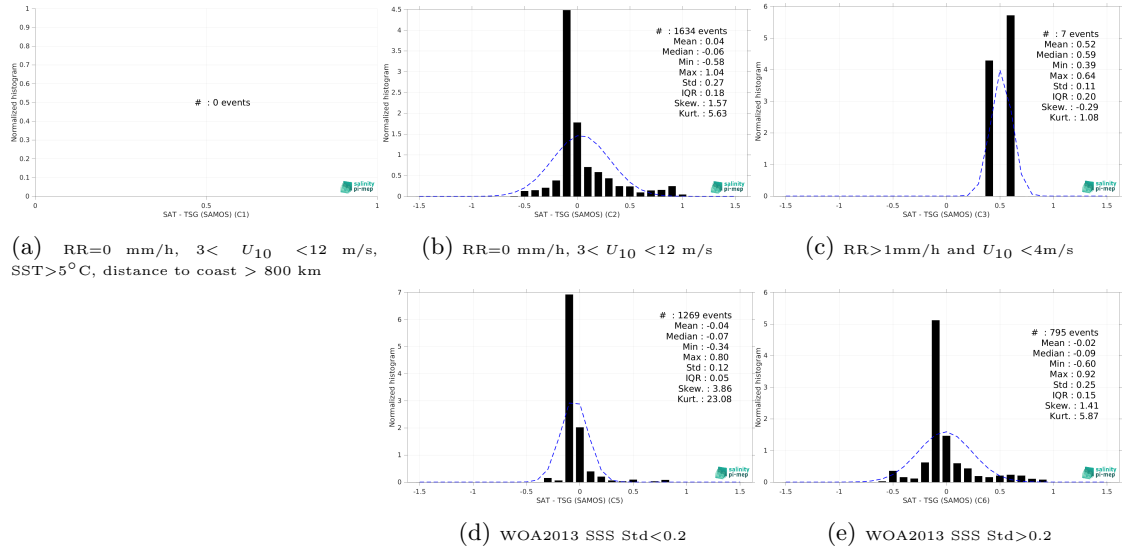 1
0.9
0.8
0.7
0.6
0.5
0.4
0.3
0.2
0.1
0
Normalized histogram
# : 0 events
salinity
pi-mep
0 0.5 1
SAT - TSG (SAMOS) (C1)
(a) RR=0 mm/h, 3< U10 <12 m/s,
SST>5°C, distance to coast > 800 km
4.5
4
3.5
3
2.5
2
1.5
1
0.5
0
Normalized histogram
# : 1634 events
Mean : 0.04
Median : -0.06
Min : -0.58
Max : 1.04
Std : 0.27
IQR : 0.18
Skew. : 1.57
Kurt. : 5.63
salinity
pi-mep
-1.5 -1 -0.5 0 0.5 1 1.5
SAT - TSG (SAMOS) (C2)
(b) RR=0 mm/h, 3< U10 <12 m/s
6
5
4
3
2
1
0
Normalized histogram
# : 7 events
Mean : 0.52
Median : 0.59
Min : 0.39
Max : 0.64
Std : 0.11
IQR : 0.20
Skew. : -0.29
Kurt. : 1.08
salinity
pi-mep
-1.5 -1 -0.5 0 0.5 1 1.5
SAT - TSG (SAMOS) (C3)
(c) RR>1mm/h and U10 <4m/s
7
6
5
4
3
2
1
0
Normalized histogram
# : 1269 events
Mean : -0.04
Median : -0.07
Min : -0.34
Max : 0.80
Std : 0.12
IQR : 0.05
Skew. : 3.86
Kurt. : 23.08
salinity
pi-mep
-1.5 -1 -0.5 0 0.5 1 1.5
SAT - TSG (SAMOS) (C5)
(d) WOA2013 SSS Std<0.2
6
5
4
3
2
1
0
Normalized histogram
# : 795 events
Mean : -0.02
Median : -0.09
Min : -0.60
Max : 0.92
Std : 0.25
IQR : 0.15
Skew. : 1.41
Kurt. : 5.87
salinity
pi-mep
-1.5 -1 -0.5 0 0.5 1 1.5
SAT - TSG (SAMOS) (C6)
(e) WOA2013 SSS Std>0.2